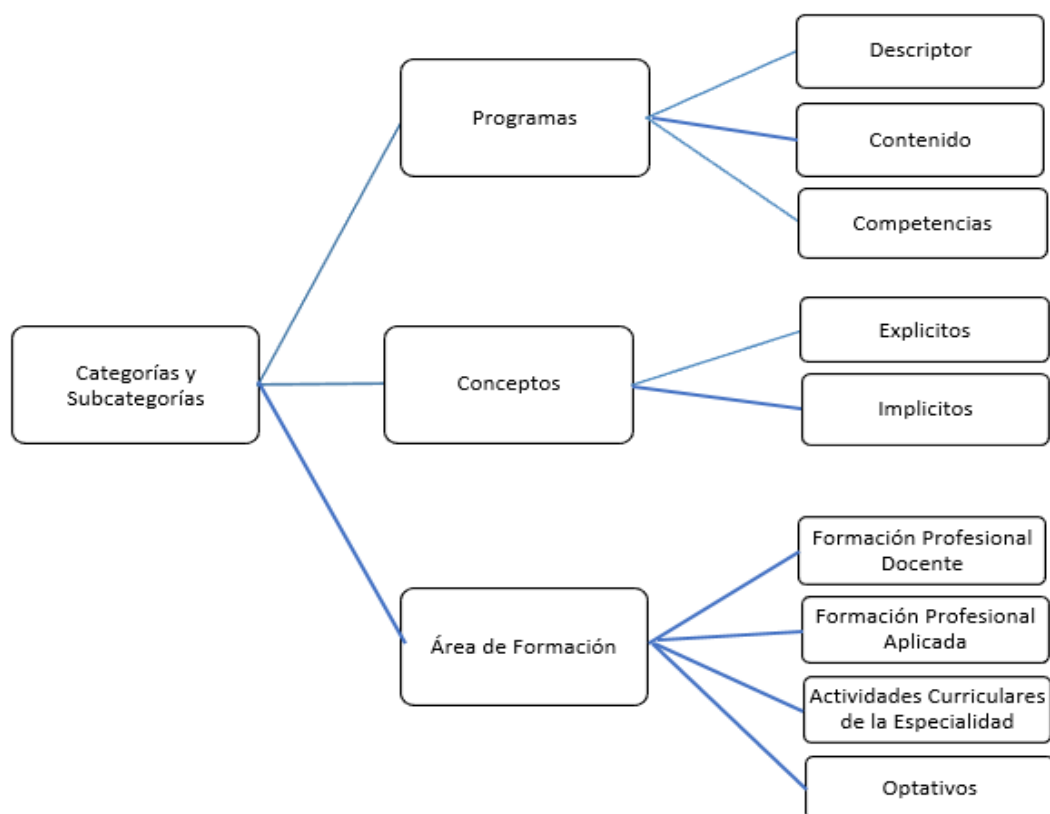 Categorías y
Subcategorías
Programas
Descriptor
Contenido
Competencias
Conceptos
Explicitos
Implicitos
Área de Formación
Formación Profesional
Docente
Formación Profesional
Aplicada
Actividades Curriculares
de la Especialidad
Optativos